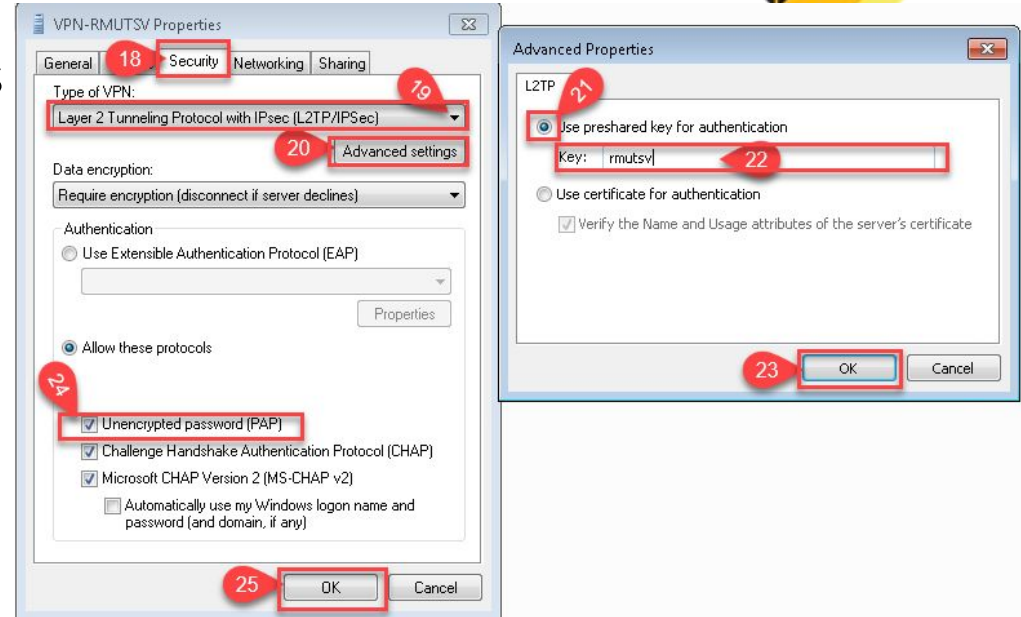 VPN-RMUTSV Properties
General
18
Security
Networking
Sharing
Type of VPN:
19
Layer 2 Tunneling Protocol with IPsec (L2TP/IPSec)
20
Advanced settings
Data encryption:
Require encryption (disconnect if server declines)
Authentication
Use Extensible Authentication Protocol (EAP)
Properties
Allow these protocols
24
Unencrypted password (PAP)
Challenge Handshake Authentication Protocol (CHAP)
Microsoft CHAP Version 2 (MS-CHAP v2)
Automatically use my Windows logon name and
password (and domain, if any)
25
OK
Cancel
Advanced Properties
L2TP
21
Use preshared key for authentication
Key:
rmutsv
22
Use certificate for authentication
Verify the Name and Usage attributes of the server's certificate
23
OK
Cancel